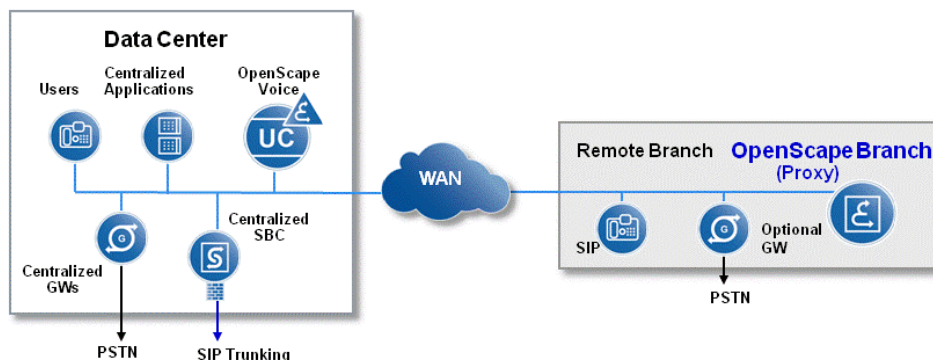 Data Center
Users
Centralized
Applications
OpenScape
Voice
UC
G
Centralized
GWs
Centralized
SBC
S
PSTN
SIP Trunking
WAN
Remote Branch
OpenScape Branch
(Proxy)
SIP
G
Optional
GW
PSTN